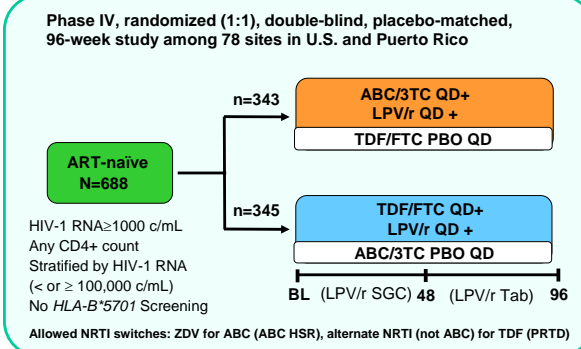 Phase IV, randomized (1:1), double-blind, placebo-matched,
96-week study among 78 sites in U.S. and Puerto Rico
n=343
ABC/3TC QD+
LPV/r QD +
TDF/FTC PBO QD
ART-naïve
N=688
n=345
TDF/FTC QD+
LPV/r QD +
ABC/3TC PBO QD
HIV-1 RNA≥1000 c/mL
Any CD4+ count
Stratified by HIV-1 RNA
(< or ≥ 100,000 c/mL)
No HLA-B*5701 Screening
BL (LPV/r SGC) 48 (LPV/r Tab) 96
Allowed NRTI switches: ZDV for ABC (ABC HSR), alternate NRTI (not ABC) for TDF (PRTD)